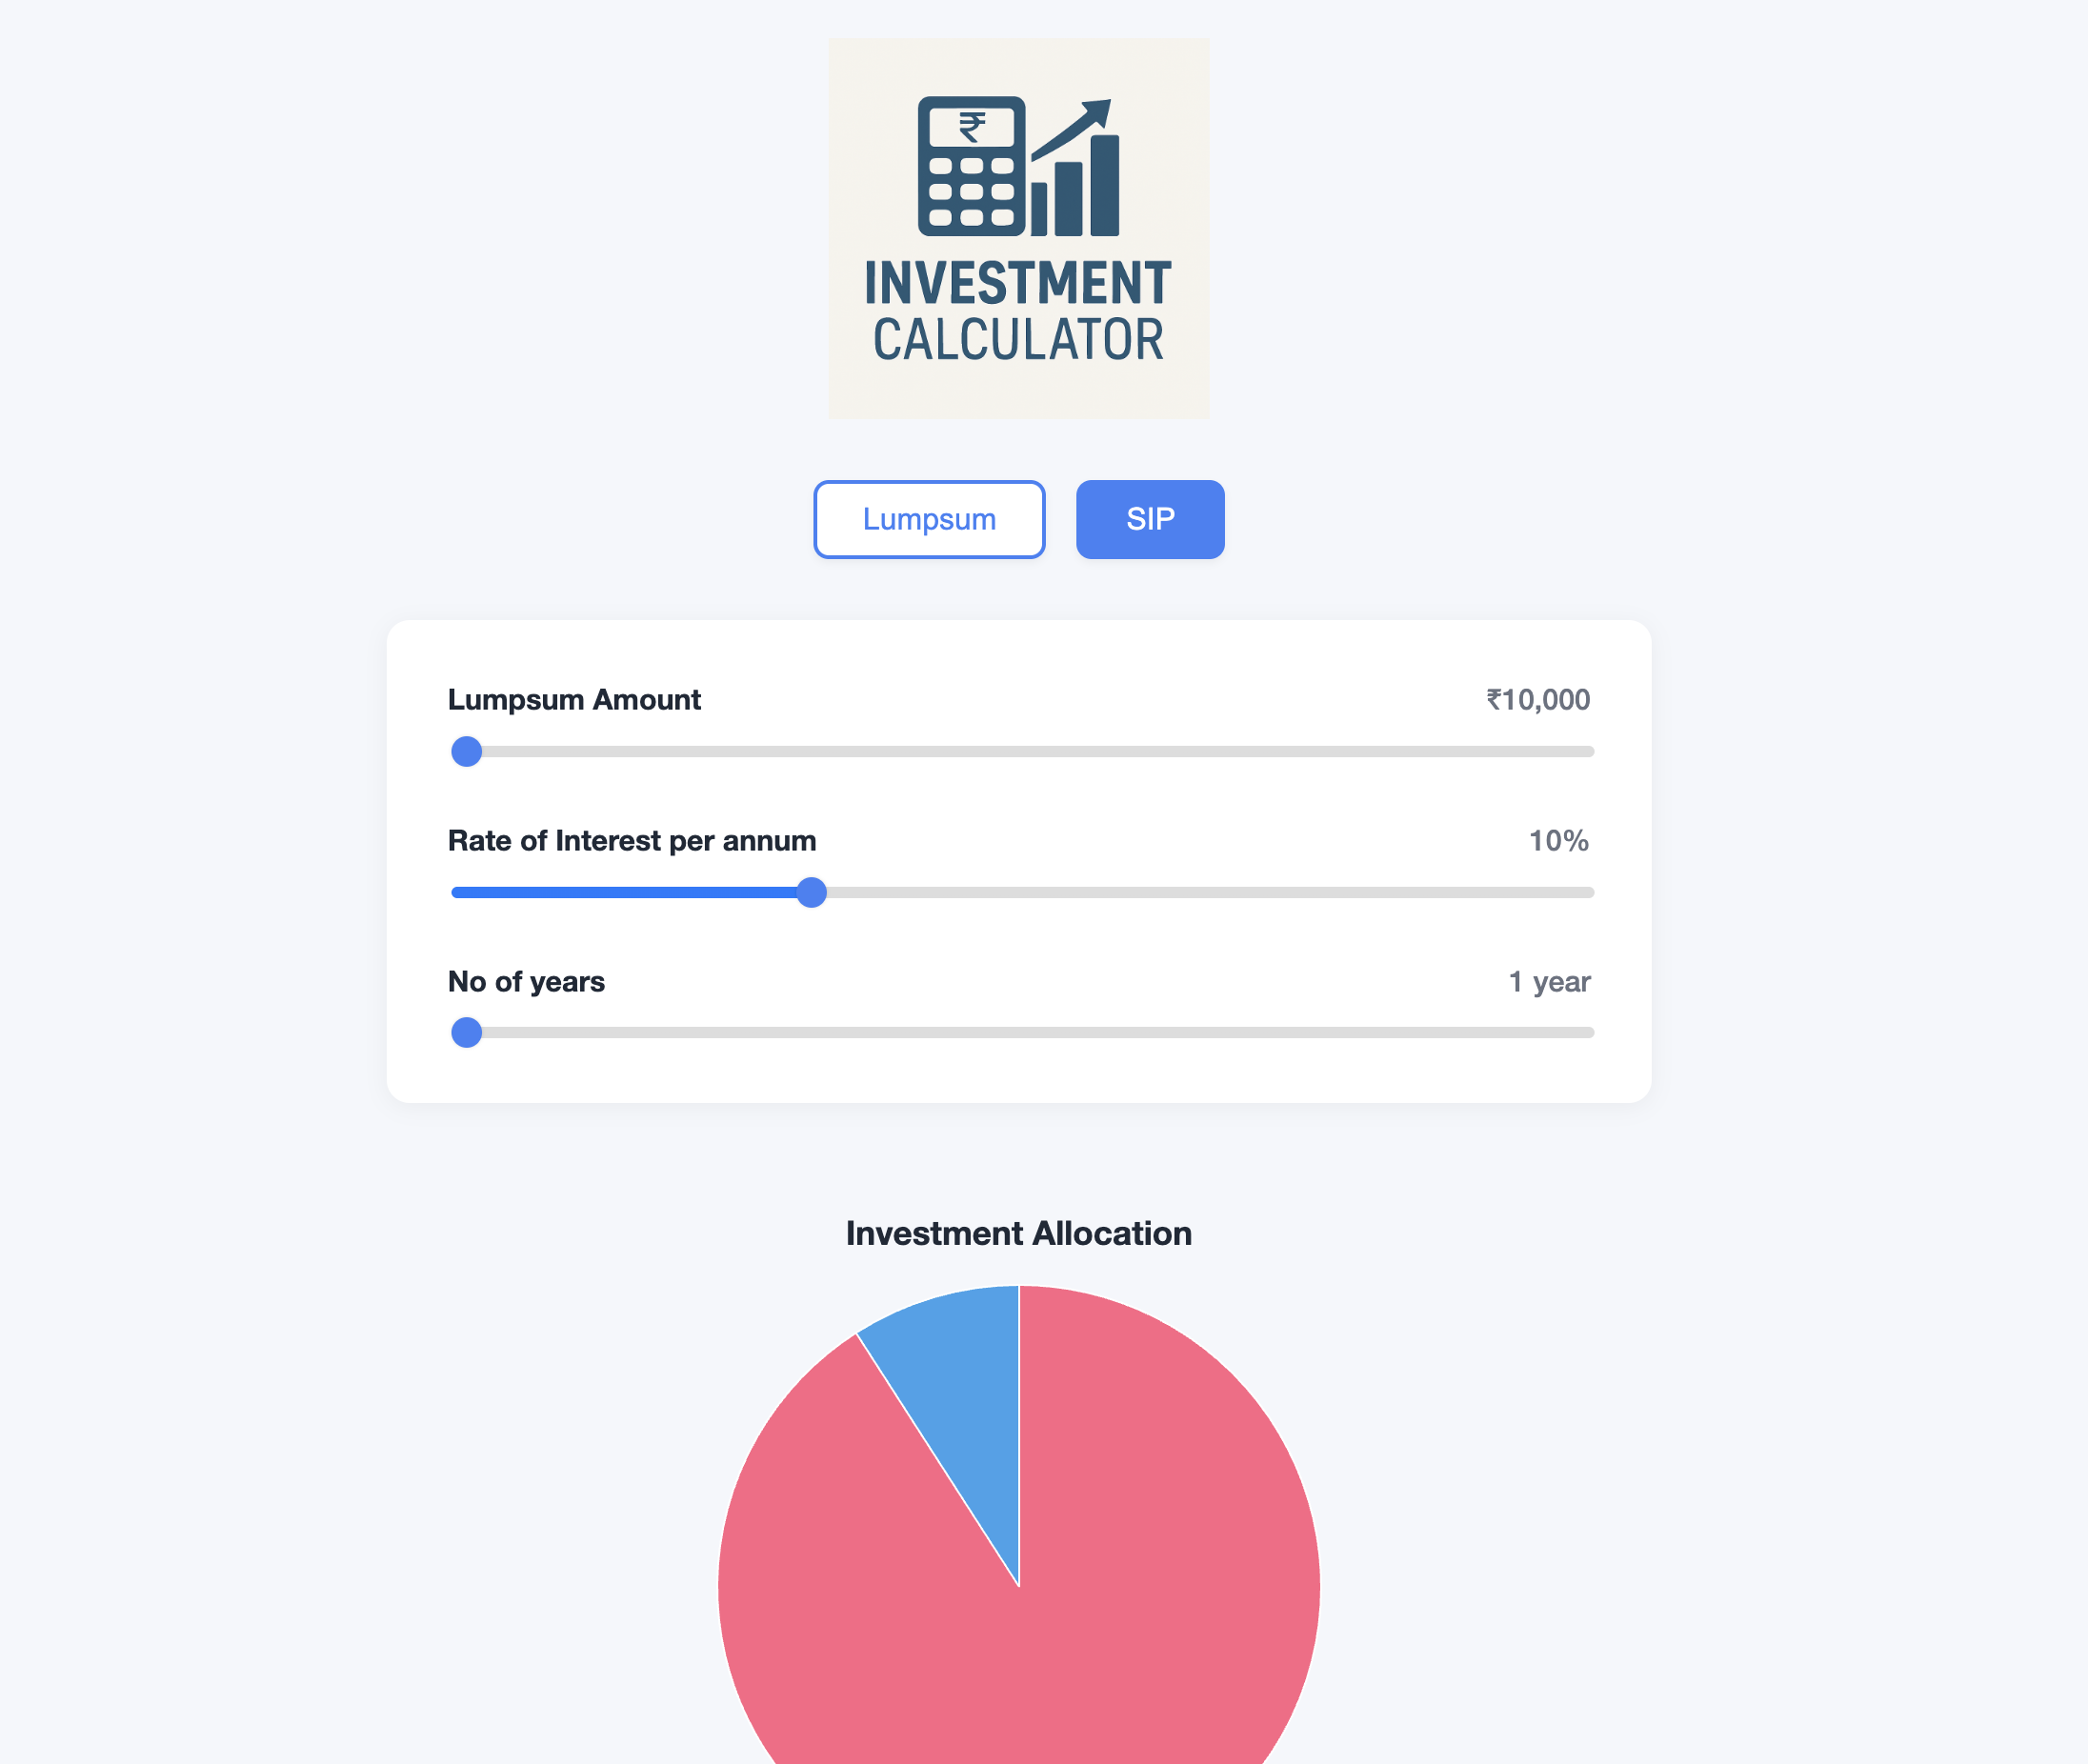 ₹
INVESTMENT
CALCULATOR
Lumpsum SIP
Lumpsum Amount ₹10,000
Rate of Interest per annum 10%
No of years 1 year
Investment Allocation